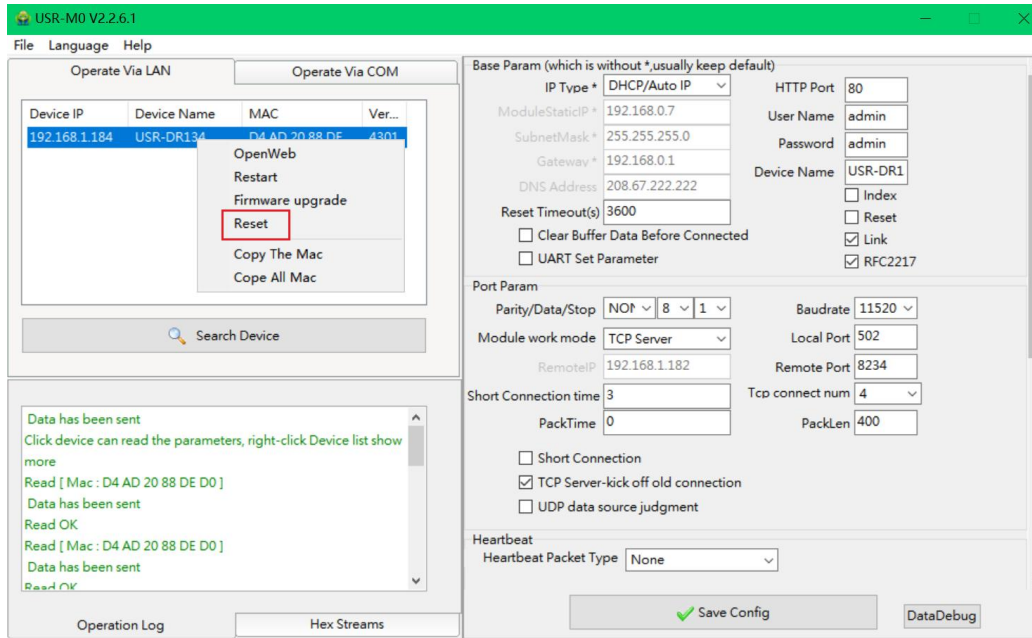 USR-M0 V2.2.6.1
File Language Help
Operate Via LAN
Operate Via COM
Device IP Device Name MAC Ver...
192.168.1.184 USR-DR134 D4 AD 20 88 DE 4301
OpenWeb
Restart
Firmware upgrade
Reset
Copy The Mac
Cope All Mac
Search Device
Data has been sent
Click device can read the parameters, right-click Device list show
more
Read [ Mac : D4 AD 20 88 DE D0 ]
Data has been sent
Read OK
Read [ Mac : D4 AD 20 88 DE D0 ]
Data has been sent
Read OK
Operation Log
Hex Streams
Base Param (which is without *,usually keep default)
IP Type * DHCP/Auto IP
ModuleStaticIP * 192.168.0.7
SubnetMask * 255.255.255.0
Gateway * 192.168.0.1
DNS Address 208.67.222.222
Reset Timeout(s) 3600
Clear Buffer Data Before Connected
UART Set Parameter
HTTP Port 80
User Name admin
Password admin
Device Name USR-DR1
Index
Reset
Link
RFC2217
Port Param
Parity/Data/Stop NON 8 1
Baudrate 11520
Module work mode TCP Server
Local Port 502
RemoteIP 192.168.1.182
Remote Port 8234
Short Connection time 3
Tcp connect num 4
PackTime 0
PackLen 400
Short Connection
TCP Server-kick off old connection
UDP data source judgment
Heartbeat
Heartbeat Packet Type None
Save Config
DataDebug